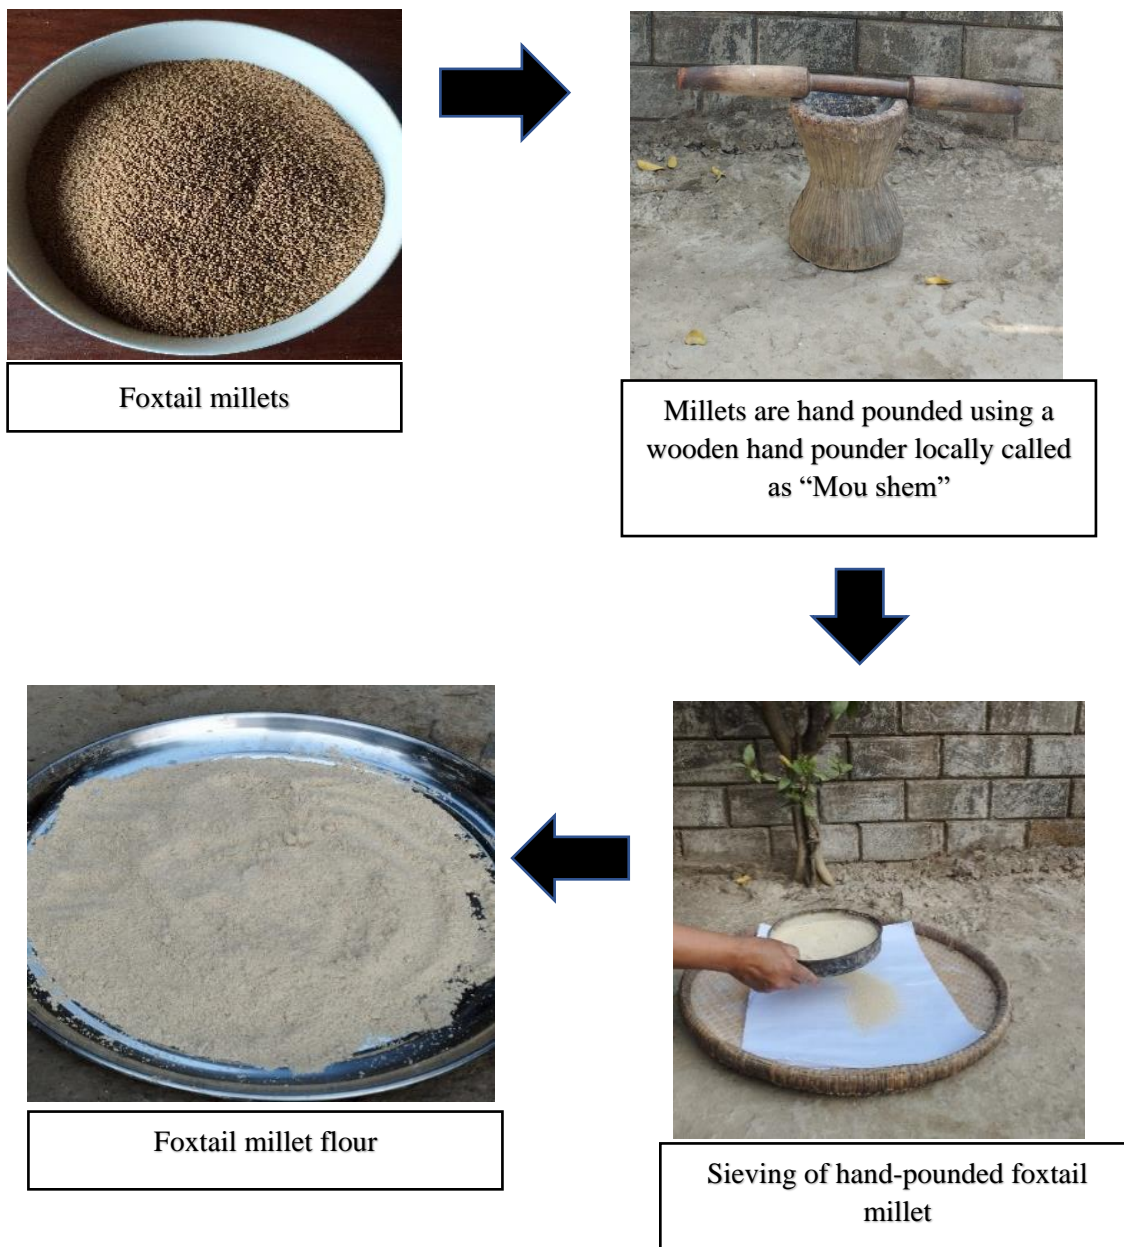 Foxtail millets
Millets are hand pounded using a
wooden hand pounder locally called
as “Mou shem”
Sieving of hand-pounded foxtail
millet
Foxtail millet flour